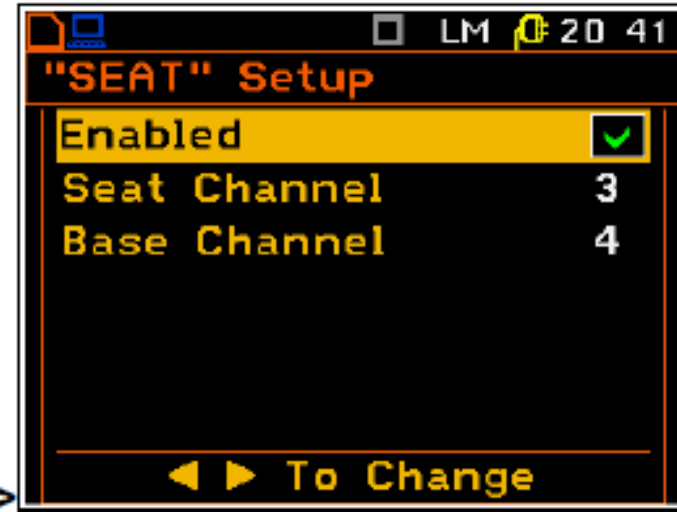 LM 20 41
"SEAT" Setup
Enabled
Seat Channel 3
Base Channel 4
◀ ▶ To Change
>